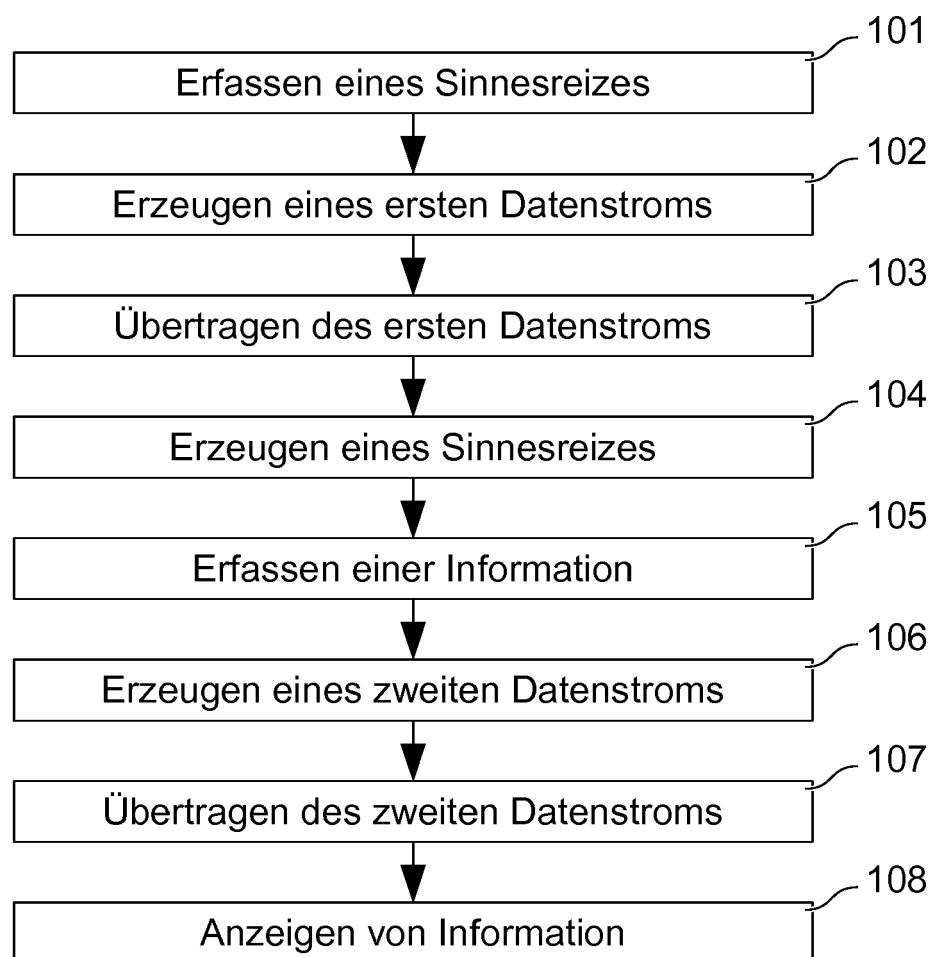 101
Erfassen eines Sinnesreizes
102
Erzeugen eines ersten Datenstroms
103
Übertragen des ersten Datenstroms
104
Erzeugen eines Sinnesreizes
105
Erfassen einer Information
106
Erzeugen eines zweiten Datenstroms
107
Übertragen des zweiten Datenstroms
108
Anzeigen von Information